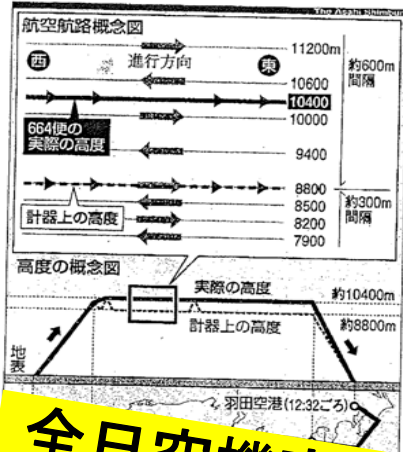 The Asahi Shimbun
航空航路概念図
西
進行方向
東
11200m
10600
10400
10000
9400
8800
8500
8200
7900
約600m
間隔
約300m
間隔
664便の
実際の高度
計器上の高度
高度の概念図
実際の高度
約10400m
計器上の高度
約8800m
地表
羽田空港(12:32ごろ)